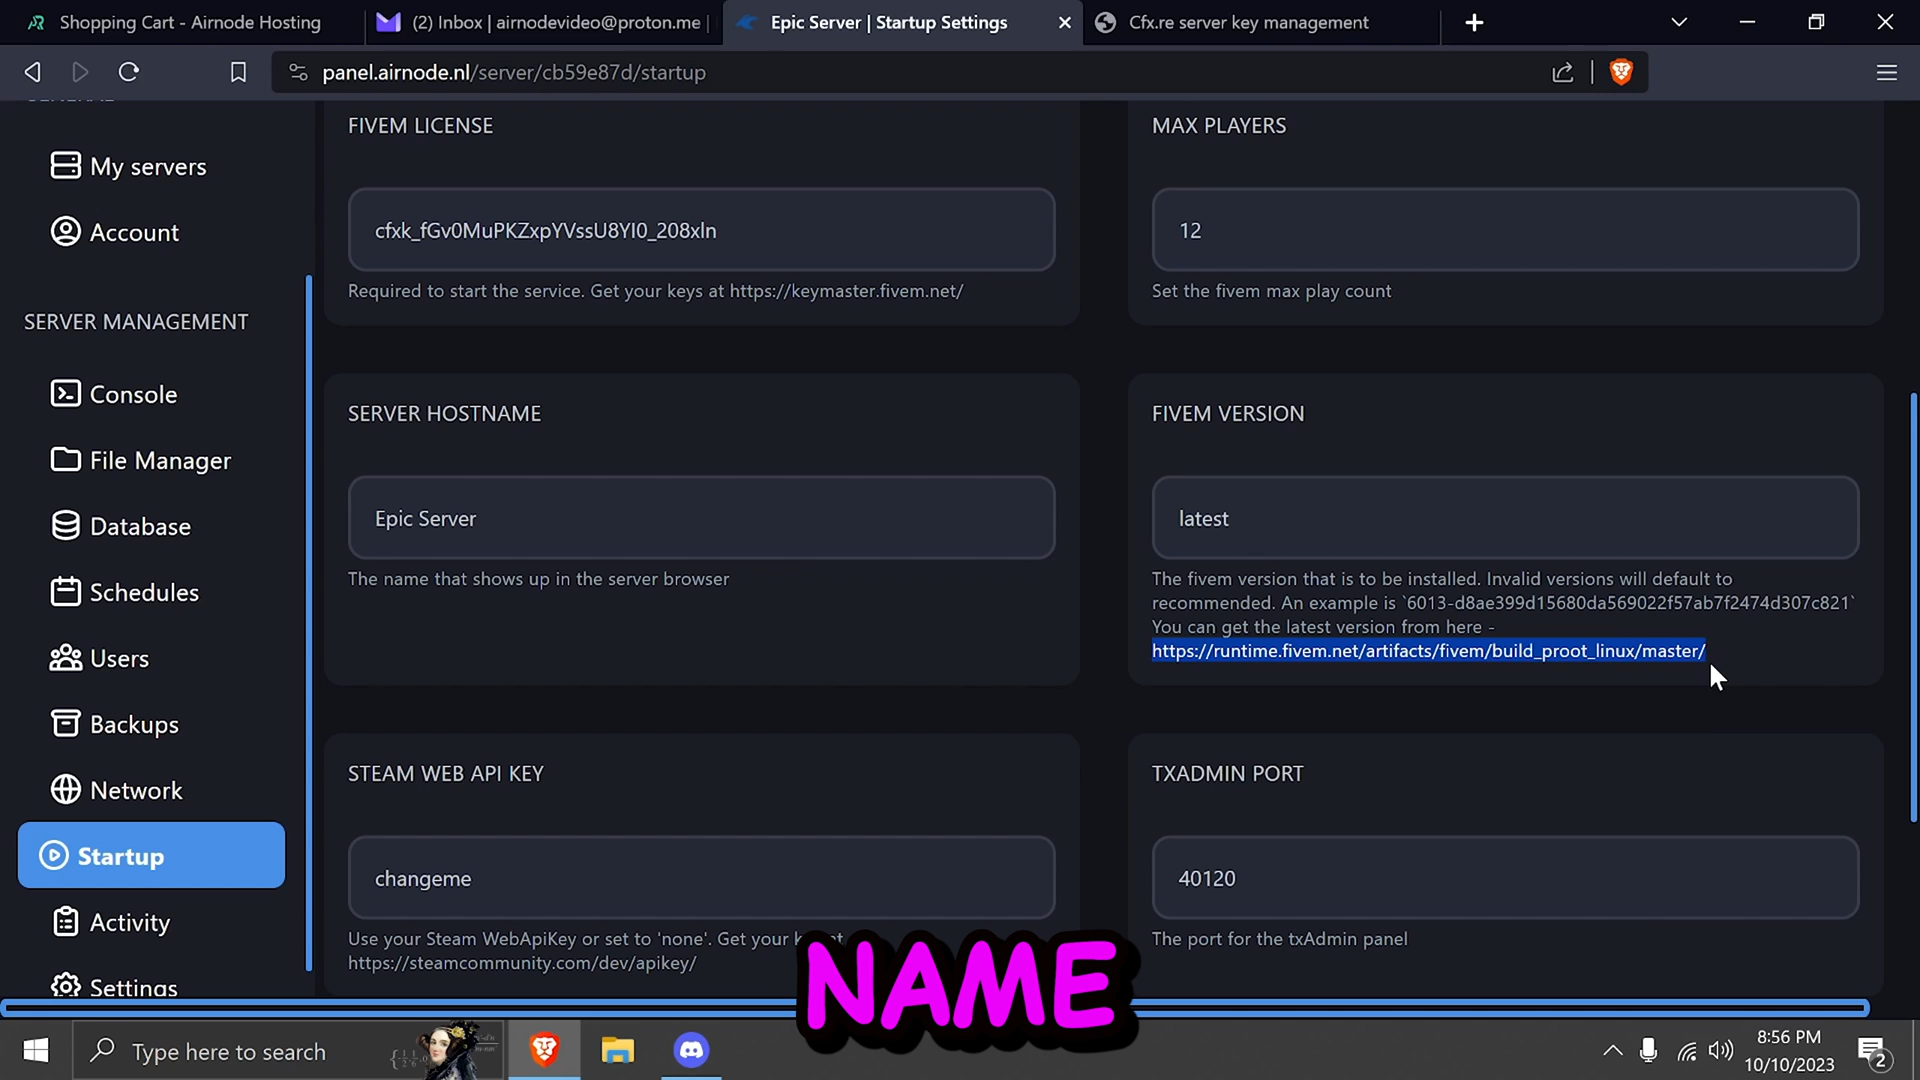 Shopping Cart - Airnode Hosting
(2) Inbox | airnodevideo@proton.me |
Epic Server | Startup Settings
Cfx.re server key management
panel.airnode.nl/server/cb59e87d/startup
My servers
Account
SERVER MANAGEMENT
Console
File Manager
Database
Schedules
Users
Backups
Network
Startup
Activity
Settings
FIVEM LICENSE
cfxk_fGv0MuPKZxpYVssU8YI0_208xln
Required to start the service. Get your keys at https://keymaster.fivem.net/
MAX PLAYERS
12
Set the fivem max play count
SERVER HOSTNAME
Epic Server
The name that shows up in the server browser
FIVEM VERSION
latest
The fivem version that is to be installed. Invalid versions will default to
recommended. An example is `6013-d8ae399d15680da569022f57ab7f2474d307c821`
You can get the latest version from here -
https://runtime.fivem.net/artifacts/fivem/build_proot_linux/master/
STEAM WEB API KEY
changeme
Use your Steam WebApiKey or set to 'none'. Get your
https://steamcommunity.com/dev/apikey/
TXADMIN PORT
40120
The port for the txAdmin panel
NAME
Type here to search
8:56 PM
10/10/2023
2